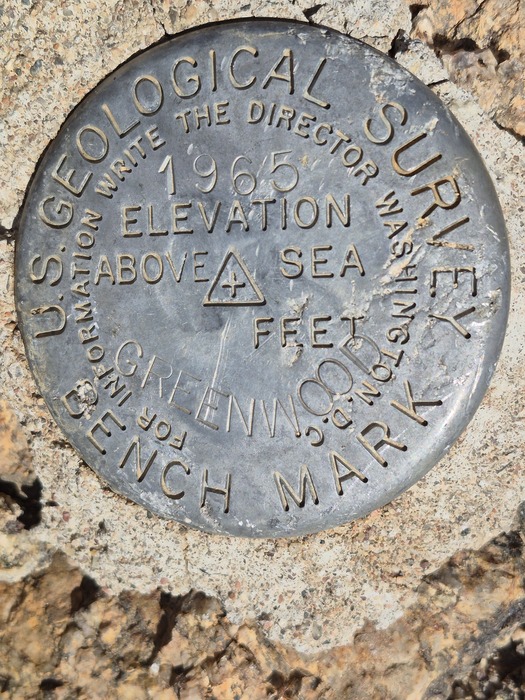 U.S. GEOLOGICAL SURVEY
FOR INFORMATION WRITE THE DIRECTOR WASHINGTON, D.C.
1965
ELEVATION
ABOVE SEA
FEET
GREENWOOD
BENCH MARK